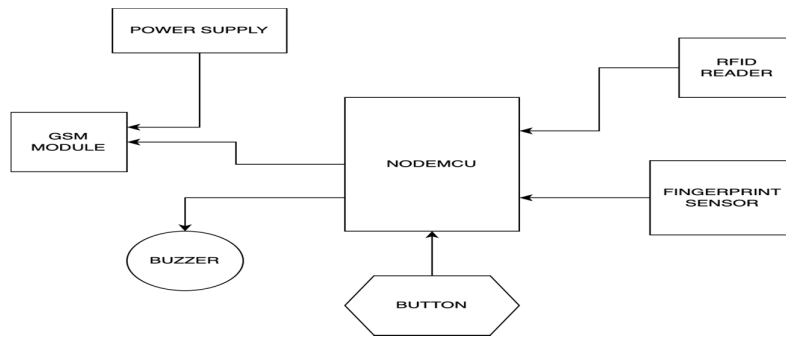 POWER SUPPLY
RFID
READER
GSM
MODULE
NODEMCU
FINGERPRINT
SENSOR
BUZZER
BUTTON